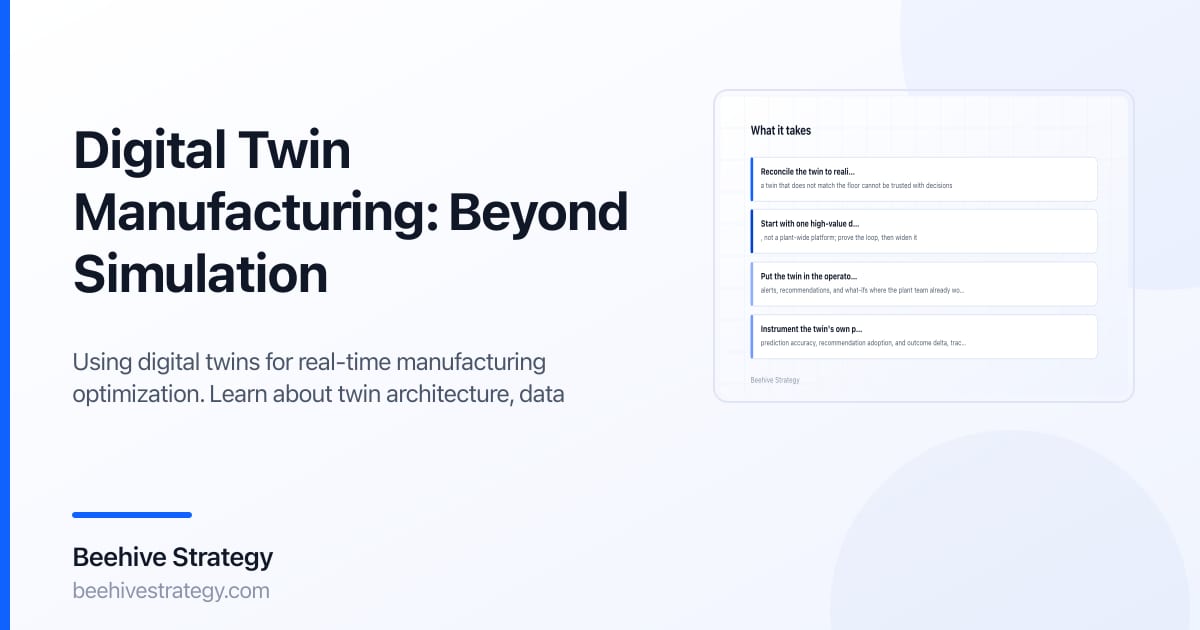 Digital Twin
Manufacturing: Beyond
Simulation
Using digital twins for real-time manufacturing
optimization. Learn about twin architecture, data
Beehive Strategy
beehivestrategy.com
What it takes
Reconcile the twin to reali...
a twin that does not match the floor cannot be trusted with decisions
Start with one high-value d...
, not a plant-wide platform; prove the loop, then widen it
Put the twin in the operato...
alerts, recommendations, and what-ifs where the plant team already wo...
Instrument the twin's own p...
prediction accuracy, recommendation adoption, and outcome delta, trac...
Beehive Strategy